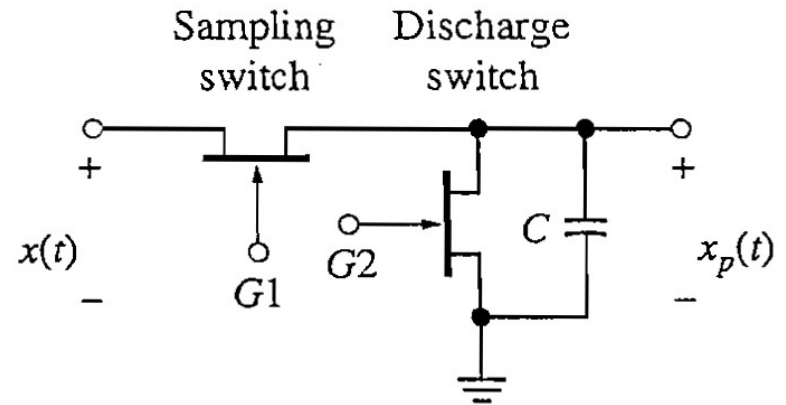 Sampling switch
Discharge switch
+
+
x(t)
G1
G2
C
x_p(t)
–
–